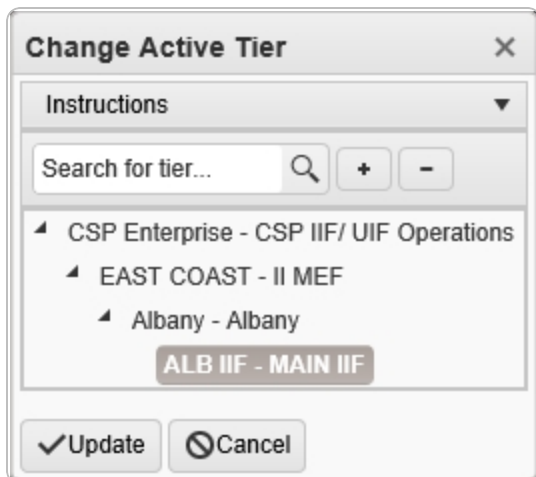 Change Active Tier
Instructions
Search for tier...
CSP Enterprise - CSP IIF/ UIF Operations
EAST COAST - II MEF
Albany - Albany
ALB IIF - MAIN IIF
Update Cancel